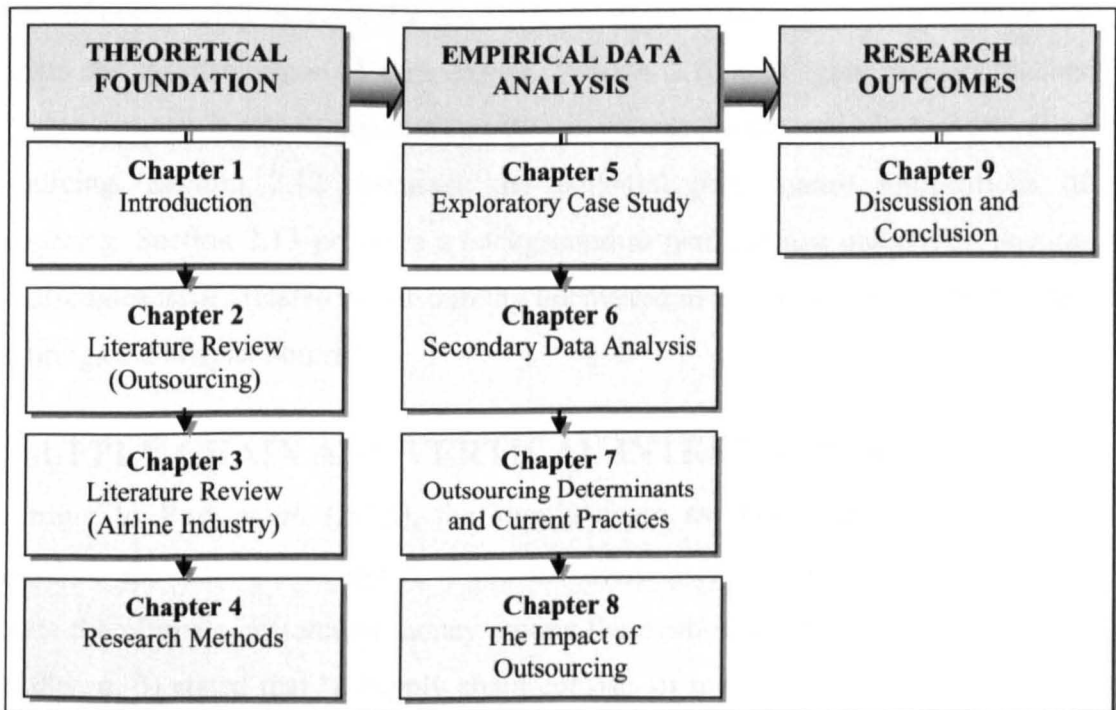 THEORETICAL
FOUNDATION
EMPIRICAL DATA
ANALYSIS
RESEARCH
OUTCOMES
Chapter 1
Introduction
Chapter 2
Literature Review
(Outsourcing)
Chapter 3
Literature Review
(Airline Industry)
Chapter 4
Research Methods
Chapter 5
Exploratory Case Study
Chapter 6
Secondary Data Analysis
Chapter 7
Outsourcing Determinants
and Current Practices
Chapter 8
The Impact of
Outsourcing
Chapter 9
Discussion and
Conclusion